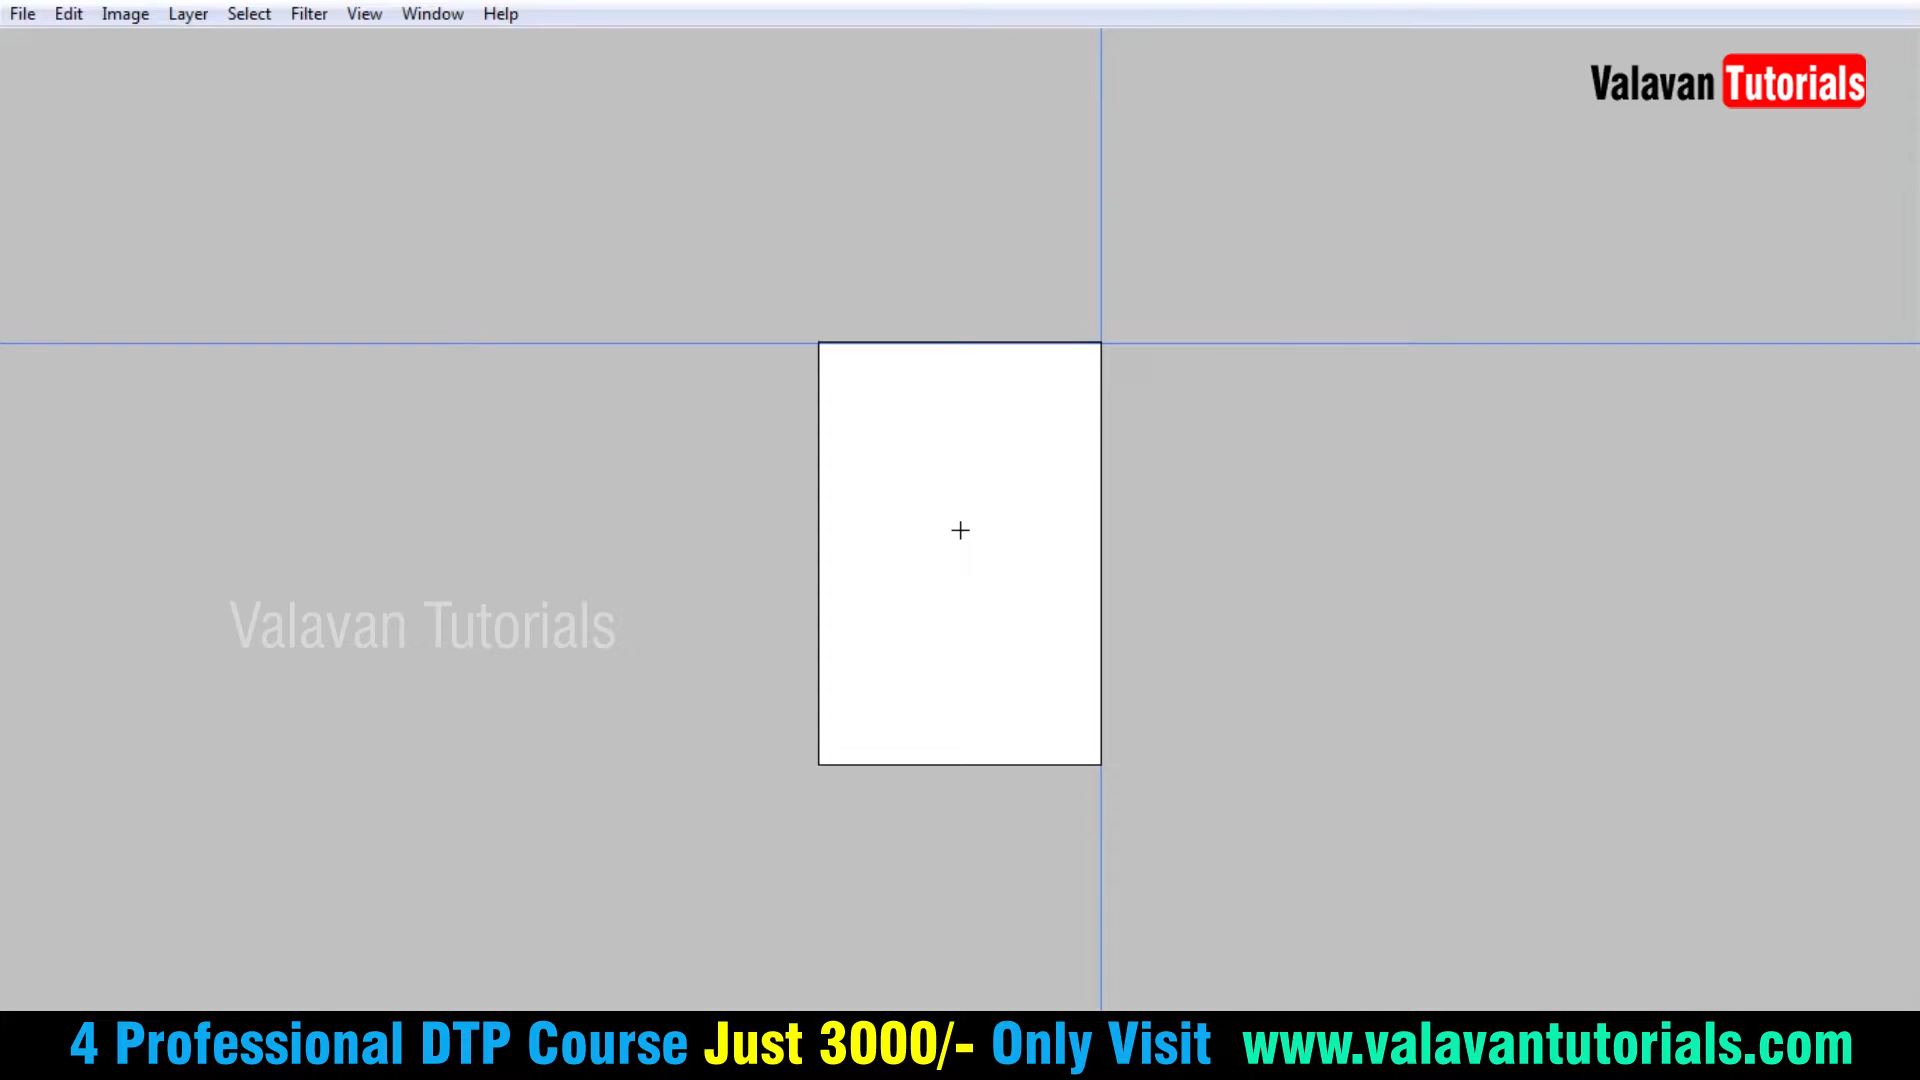 File Edit Image Layer Select Filter View Window Help
Valavan Tutorials
Valavan Tutorials
4 Professional DTP Course Just 3000/- Only Visit www.valavantutorials.com